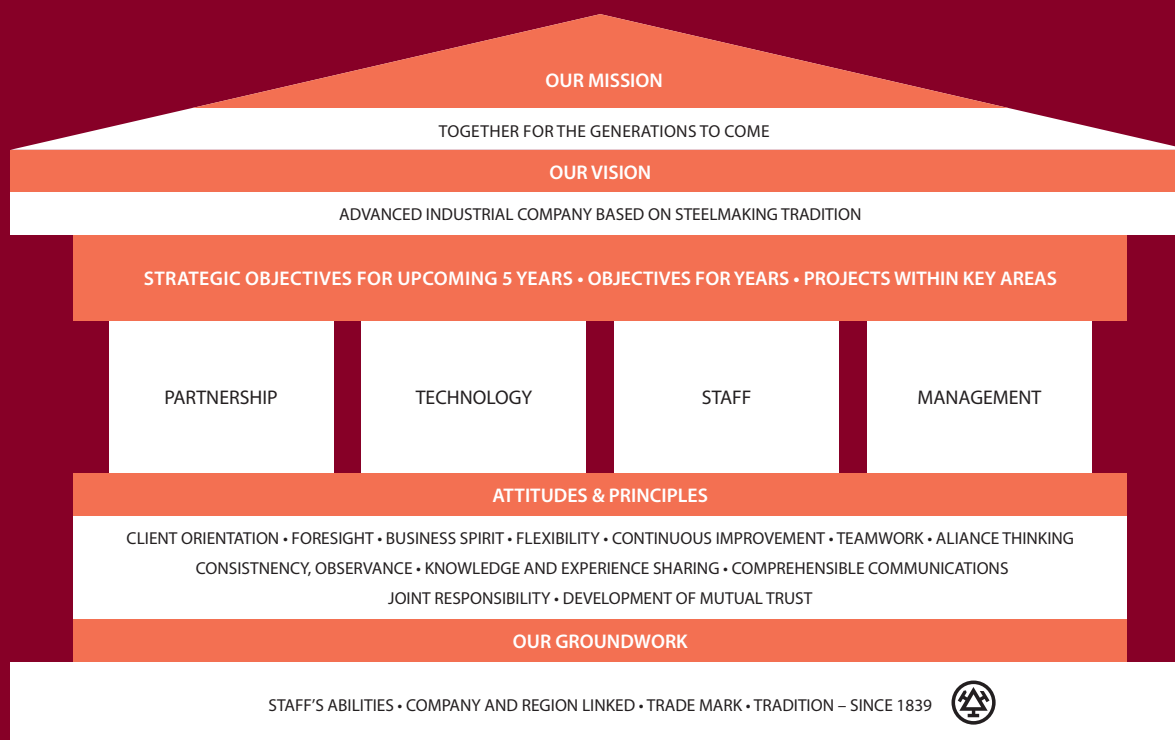 OUR MISSION
TOGETHER FOR THE GENERATIONS TO COME
OUR VISION
ADVANCED INDUSTRIAL COMPANY BASED ON STEELMAKING TRADITION
STRATEGIC OBJECTIVES FOR UPCOMING 5 YEARS • OBJECTIVES FOR YEARS • PROJECTS WITHIN KEY AREAS
PARTNERSHIP
TECHNOLOGY
STAFF
MANAGEMENT
ATTITUDES & PRINCIPLES
CLIENT ORIENTATION • FORESIGHT • BUSINESS SPIRIT • FLEXIBILITY • CONTINUOUS IMPROVEMENT • TEAMWORK • ALIANCE THINKING
CONSISTNENCY, OBSERVANCE • KNOWLEDGE AND EXPERIENCE SHARING • COMPREHENSIBLE COMMUNICATIONS
JOINT RESPONSIBILITY • DEVELOPMENT OF MUTUAL TRUST
OUR GROUNDWORK
STAFF'S ABILITIES • COMPANY AND REGION LINKED • TRADE MARK • TRADITION – SINCE 1839